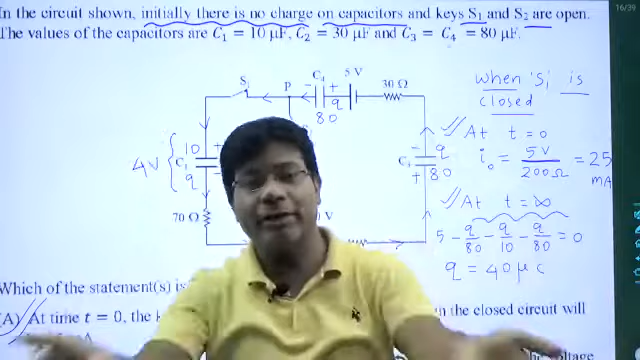 16/39
In the circuit shown, initially there is no charge on capacitors and keys S1 and S2 are open.
The values of the capacitors are C1 = 10 μF, C2 = 30 μF and C3 = C4 = 80 μF.
S1
P
C4
5 V
30 Ω
- +
q
80
4V
10 +
C1
q
70 Ω
- q
C3
+ 80
V
when S1 is
closed
At t = 0
i0 = 5V / 200Ω = 25 mA
At t = ∞
5 - q/80 - q/10 - q/80 = 0
q = 40 μ C
Which of the statement(s) is
(A) At time t = 0, the
in the closed circuit will
The voltage